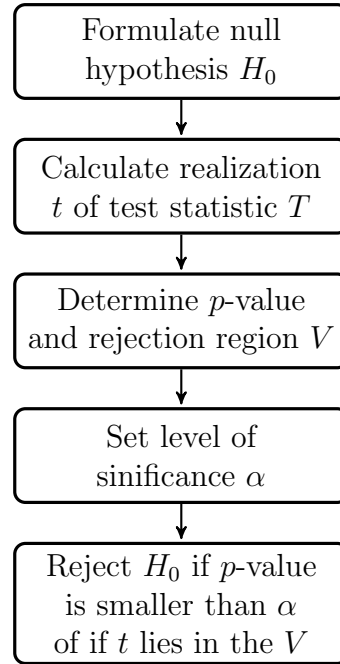 Formulate null
hypothesis H₀
Calculate realization
t of test statistic T
Determine p-value
and rejection region V
Set level of
sinificance α
Reject H₀ if p-value
is smaller than α
of if t lies in the V